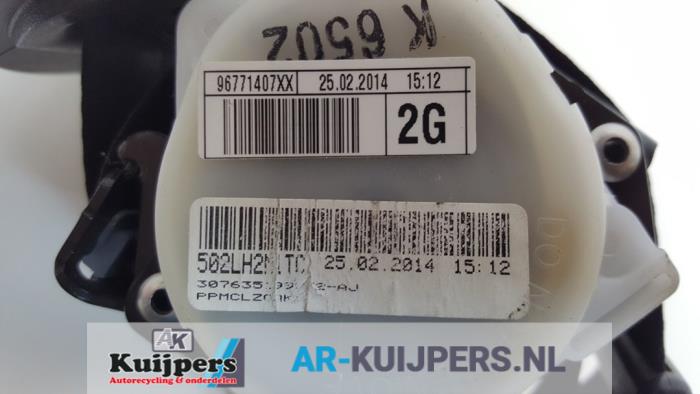 K 6502
96771407XX 25.02.2014 15:12
2G
25.02.2014 15:12
AK
Kuijpers
Autorecycling & onderdelen
AR-KUIJPERS.NL